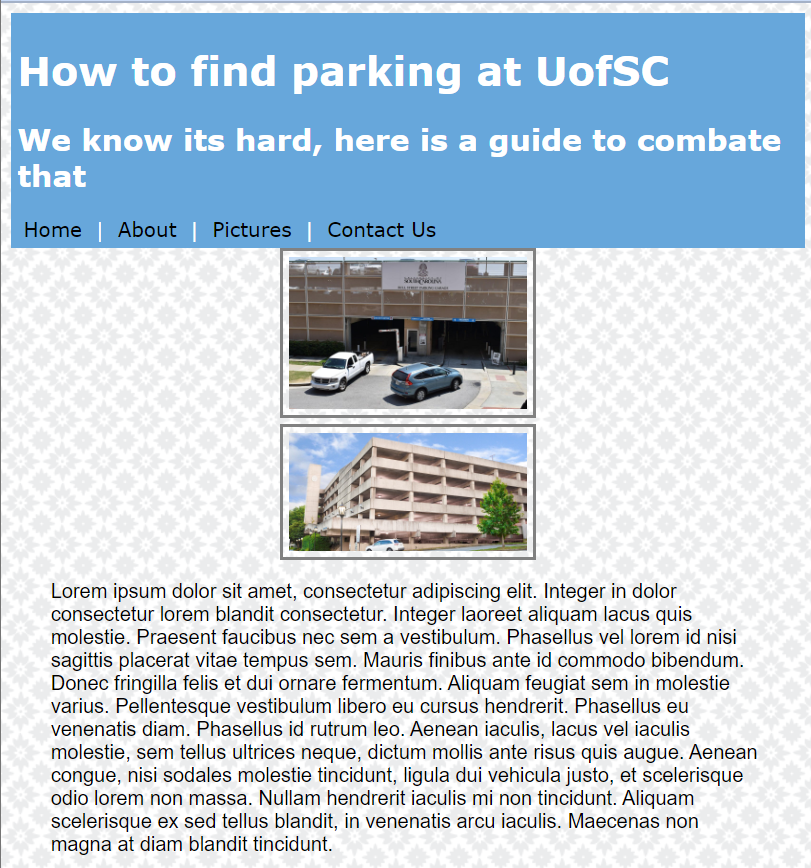 How to find parking at UofSC
We know its hard, here is a guide to combate
that
Home | About | Pictures | Contact Us
SOUTH CAROLINA
Lorem ipsum dolor sit amet, consectetur adipiscing elit. Integer in dolor
consectetur lorem blandit consectetur. Integer laoreet aliquam lacus quis
molestie. Praesent faucibus nec sem a vestibulum. Phasellus vel lorem id nisi
sagittis placerat vitae tempus sem. Mauris finibus ante id commodo bibendum.
Donec fringilla felis et dui ornare fermentum. Aliquam feugiat sem in molestie
varius. Pellentesque vestibulum libero eu cursus hendrerit. Phasellus eu
venenatis diam. Phasellus id rutrum leo. Aenean iaculis, lacus vel iaculis
molestie, sem tellus ultrices neque, dictum mollis ante risus quis augue. Aenean
congue, nisi sodales molestie tincidunt, ligula dui vehicula justo, et scelerisque
odio lorem non massa. Nullam hendrerit iaculis mi non tincidunt. Aliquam
scelerisque ex sed tellus blandit, in venenatis arcu iaculis. Maecenas non
magna at diam blandit tincidunt.